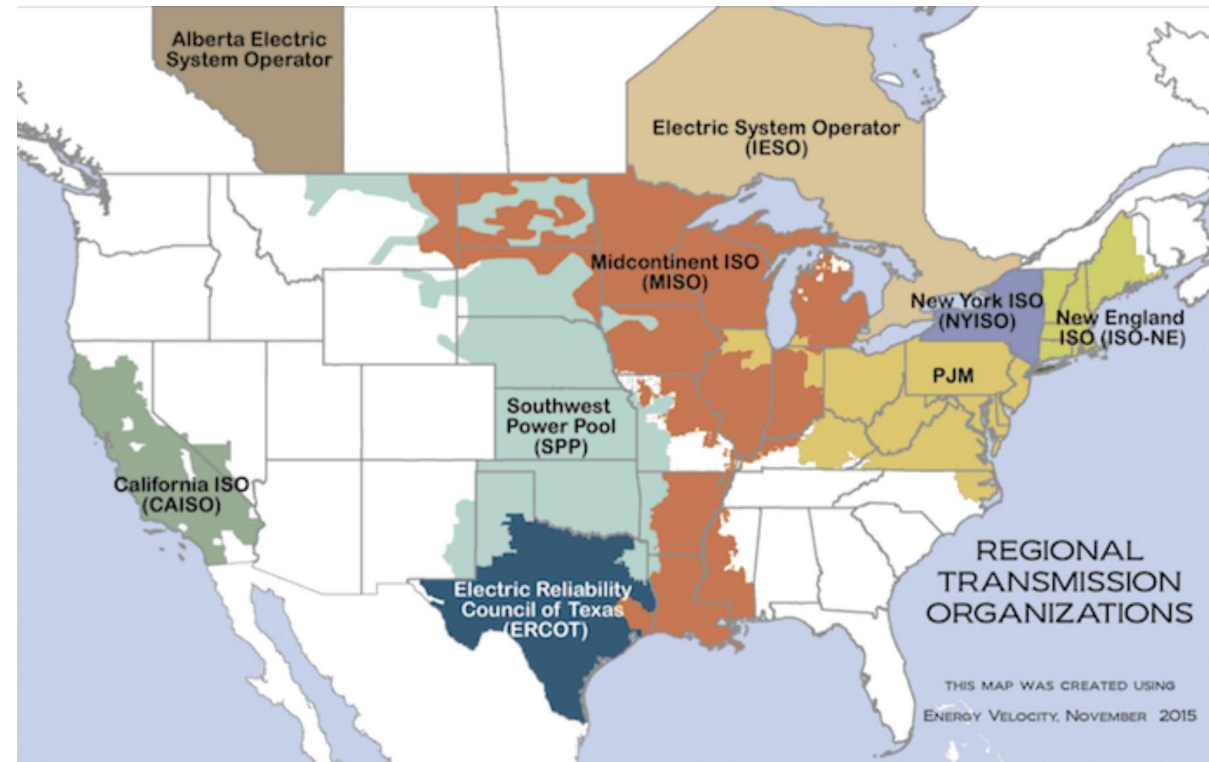 Alberta Electric
System Operator
Electric System Operator
(IESO)
Midcontinent ISO
(MISO)
New York ISO
(NYISO)
New England
ISO (ISO-NE)
PJM
Southwest
Power Pool
(SPP)
California ISO
(CAISO)
Electric Reliability
Council of Texas
(ERCOT)
REGIONAL
TRANSMISSION
ORGANIZATIONS
THIS MAP WAS CREATED USING
ENERGY VELOCITY, NOVEMBER 2015